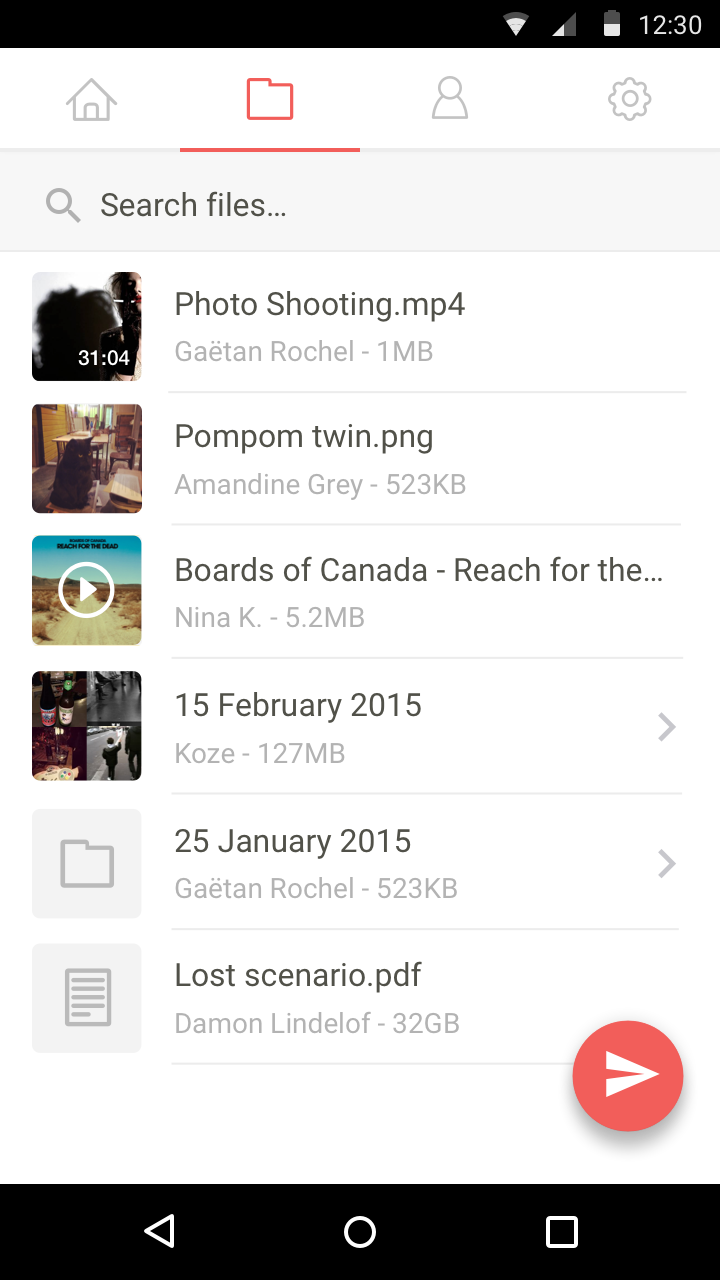 12:30
Search files...
Photo Shooting.mp4
31:04
Gaëtan Rochel - 1MB
Pompom twin.png
Amandine Grey - 523KB
BOARDS OF CANADA
REACH FOR THE DEAD
Boards of Canada - Reach for the...
Nina K. - 5.2MB
15 February 2015
Koze - 127MB
25 January 2015
Gaëtan Rochel - 523KB
Lost scenario.pdf
Damon Lindelof - 32GB